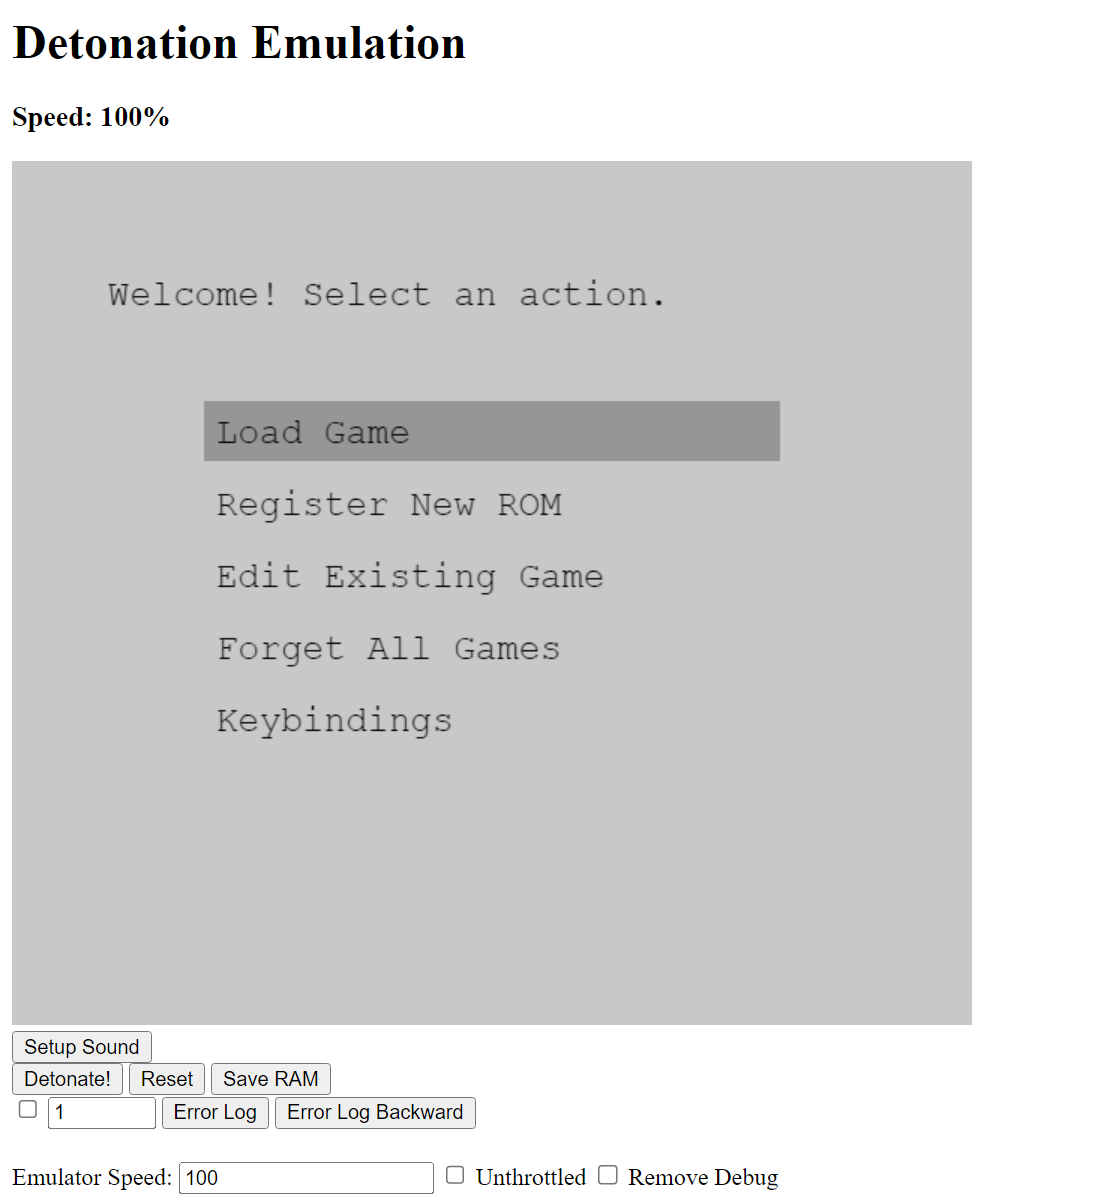 Detonation Emulation
Speed: 100%
Welcome! Select an action.
Load Game
Register New ROM
Edit Existing Game
Forget All Games
Keybindings
Setup Sound
Detonate! Reset Save RAM
1 Error Log Error Log Backward
Emulator Speed: 100 Unthrottled Remove Debug